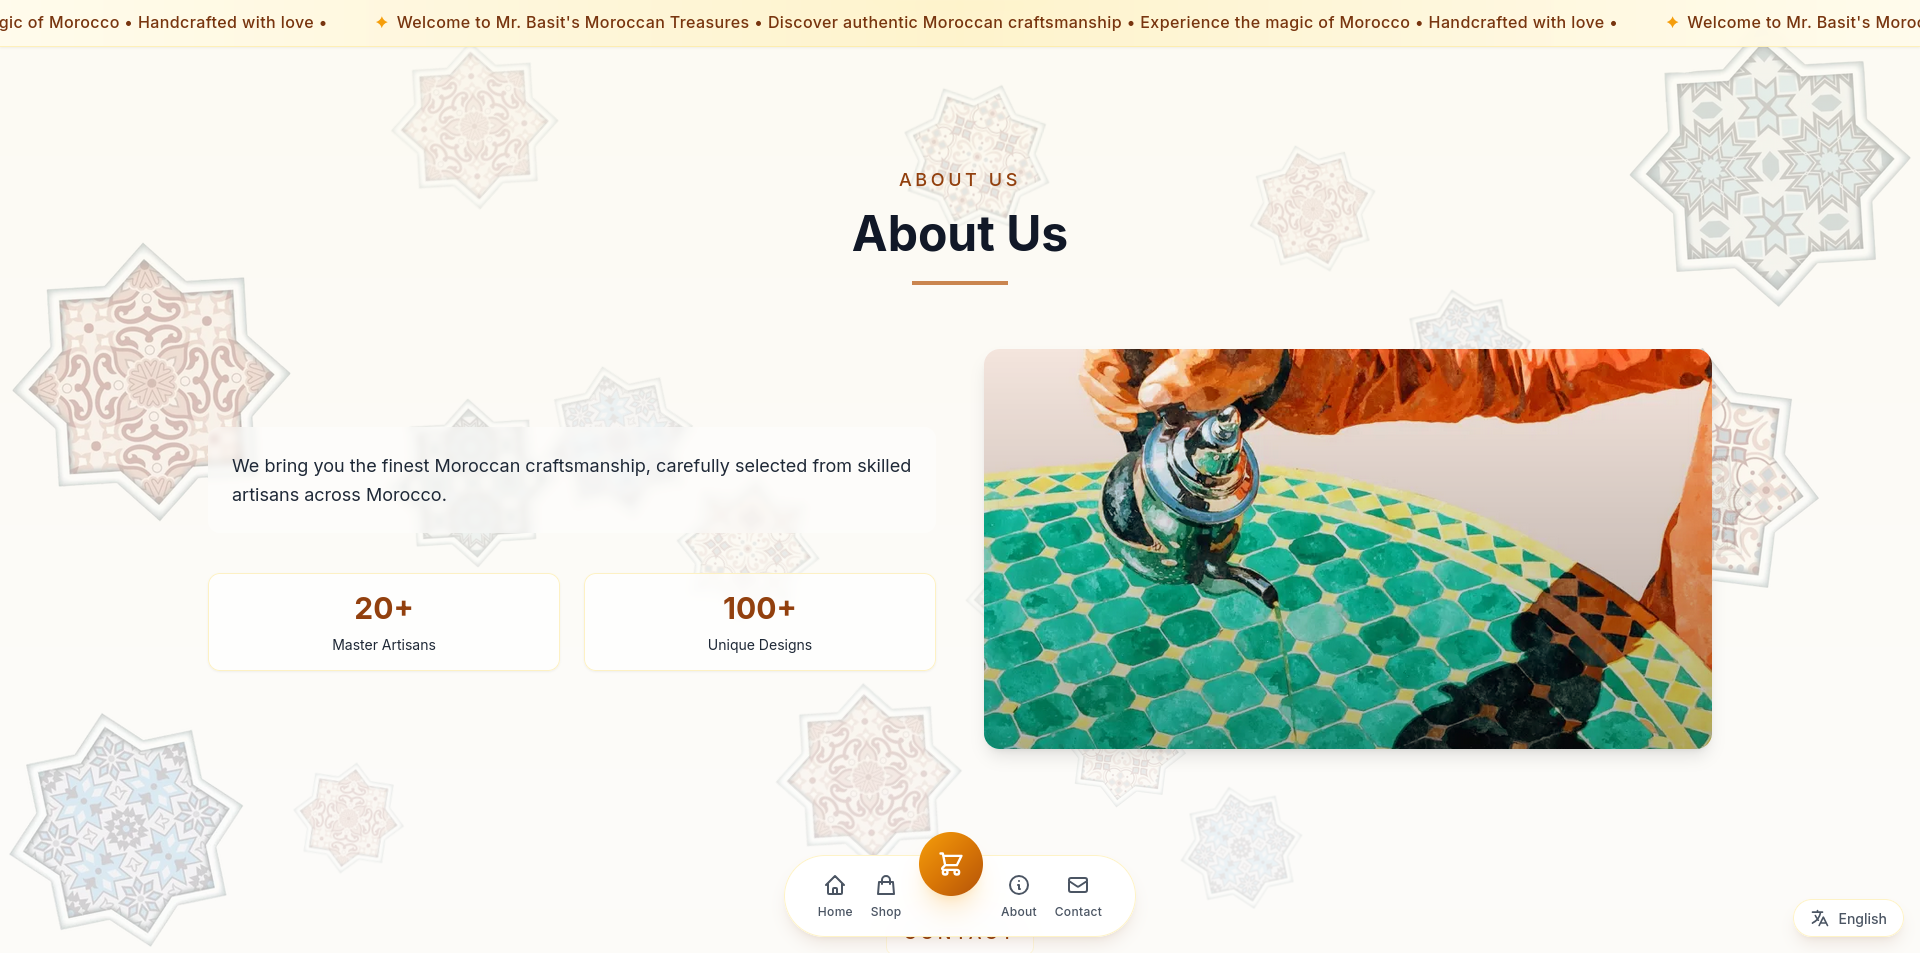 gic of Morocco • Handcrafted with love • ✦ Welcome to Mr. Basit's Moroccan Treasures • Discover authentic Moroccan craftsmanship • Experience the magic of Morocco • Handcrafted with love • ✦ Welcome to Mr. Basit's Moroc
ABOUT US
About Us
We bring you the finest Moroccan craftsmanship, carefully selected from skilled
artisans across Morocco.
20+
Master Artisans
100+
Unique Designs
Home
Shop
About
Contact
CONTACT
English